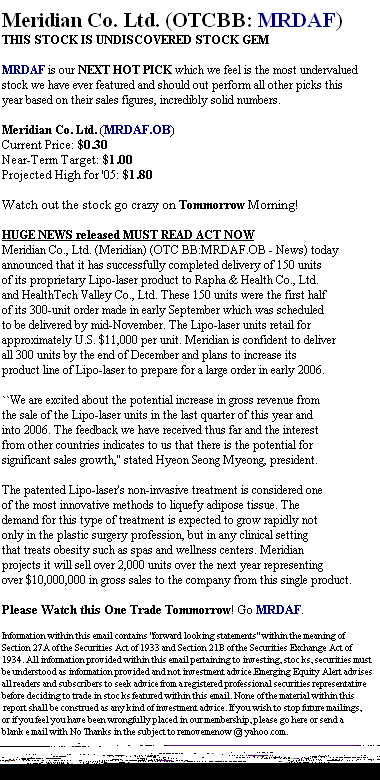 Meridian Co. Ltd. (OTCBB: MRDAF)
THIS STOCK IS UNDISCOVERED STOCK GEM
MRDAF is our NEXT HOT PICK which we feel is the most undervalued
stock we have ever featured and should out perform all other picks this
year based on their sales figures, incredibly solid numbers.
Meridian Co. Ltd. (MRDAF.OB)
Current Price: $0.30
Near-Term Target: $1.00
Projected High for '05: $1.80
Watch out the stock go crazy on Tommorrow Morning!
HUGE NEWS released MUST READ ACT NOW
Meridian Co., Ltd. (Meridian) (OTC BB:MRDAF.OB - News) today
announced that it has successfully completed delivery of 150 units
of its proprietary Lipo-laser product to Rapha & Health Co., Ltd.
and HealthTech Valley Co., Ltd. These 150 units were the first half
of its 300-unit order made in early September which was scheduled
to be delivered by mid-November. The Lipo-laser units retail for
approximately U.S. $11,000 per unit. Meridian is confident to deliver
all 300 units by the end of December and plans to increase its
product line of Lipo-laser to prepare for a large order in early 2006.
``We are excited about the potential increase in gross revenue from
the sale of the Lipo-laser units in the last quarter of this year and
into 2006. The feedback we have received thus far and the interest
from other countries indicates to us that there is the potential for
significant sales growth," stated Hyeon Seong Myeong, president.
The patented Lipo-laser's non-invasive treatment is considered one
of the most innovative methods to liquefy adipose tissue. The
demand for this type of treatment is expected to grow rapidly not
only in the plastic surgery profession, but in any clinical setting
that treats obesity such as spas and wellness centers. Meridian
projects it will sell over 2,000 units over the next year representing
over $10,000,000 in gross sales to the company from this single product.
Please Watch this One Trade Tommorrow! Go MRDAF.
Information within this email contains "forward looking statements" within the meaning of
Section 27A of the Securities Act of 1933 and Section 21B of the Securities Exchange Act of
1934. All information provided within this email pertaining to investing, stocks, securities must
be understood as information provided and not investment advice. Emerging Equity Alert advises
all readers and subscribers to seek advice from a registered professional securities representative
before deciding to trade in stocks featured within this email. None of the material within this
report shall be construed as any kind of investment advice. If you wish to stop future mailings,
or if you feel you have been wrongfully placed in our membership, please go here or send a
blank e mail with No Thanks in the subject to removemenow@yahoo.com.